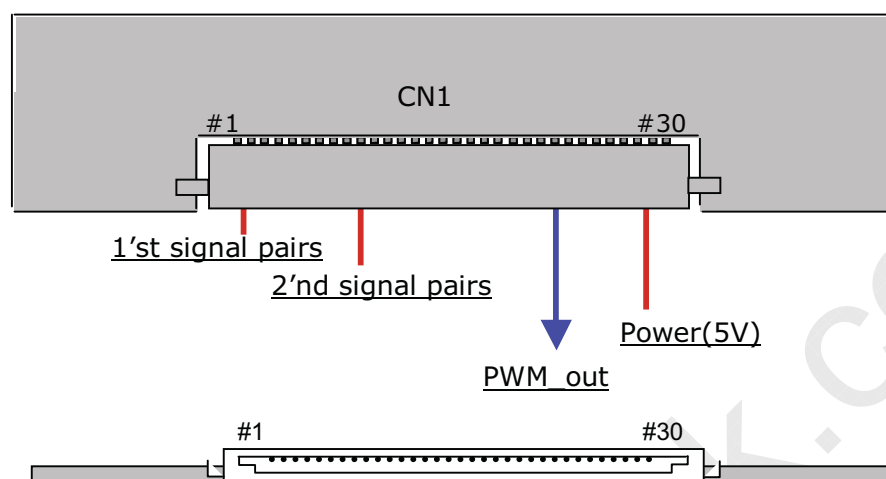 CN1
#1 #30
1’st signal pairs
2’nd signal pairs
Power(5V)
PWM_out
#1 #30